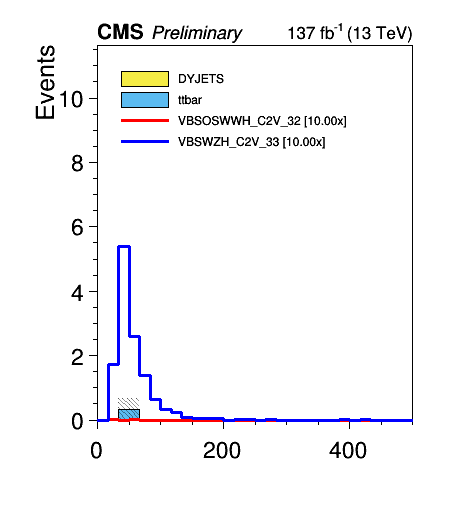 CMS Preliminary 137 fb⁻¹ (13 TeV)
Events
DYJETS
ttbar
VBSOSWWH_C2V_32 [10.00x]
VBSWZH_C2V_33 [10.00x]
10
8
6
4
2
0
0 200 400